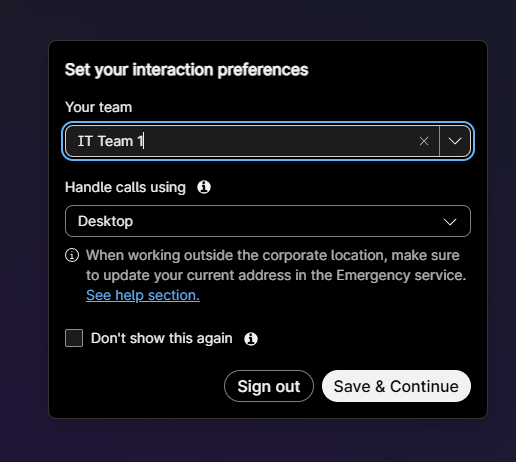 Set your interaction preferences
Your team
IT Team 1
Handle calls using
Desktop
When working outside the corporate location, make sure
to update your current address in the Emergency service.
See help section.
Don't show this again
Sign out
Save & Continue